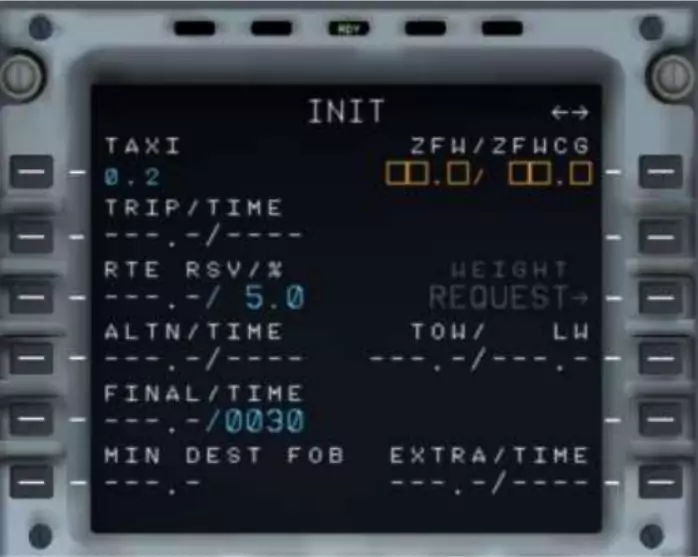 RDY
INIT ←→
TAXI ZFW/ZFWCG
0.2 □□.□/ □□.□
TRIP/TIME
---.-/----
RTE RSV/% WEIGHT
---.-/ 5.0 REQUEST→
ALTN/TIME TOW/ LW
---.-/---- ---.-/---.-
FINAL/TIME
---.-/0030
MIN DEST FOB EXTRA/TIME
---.- ---.-/----